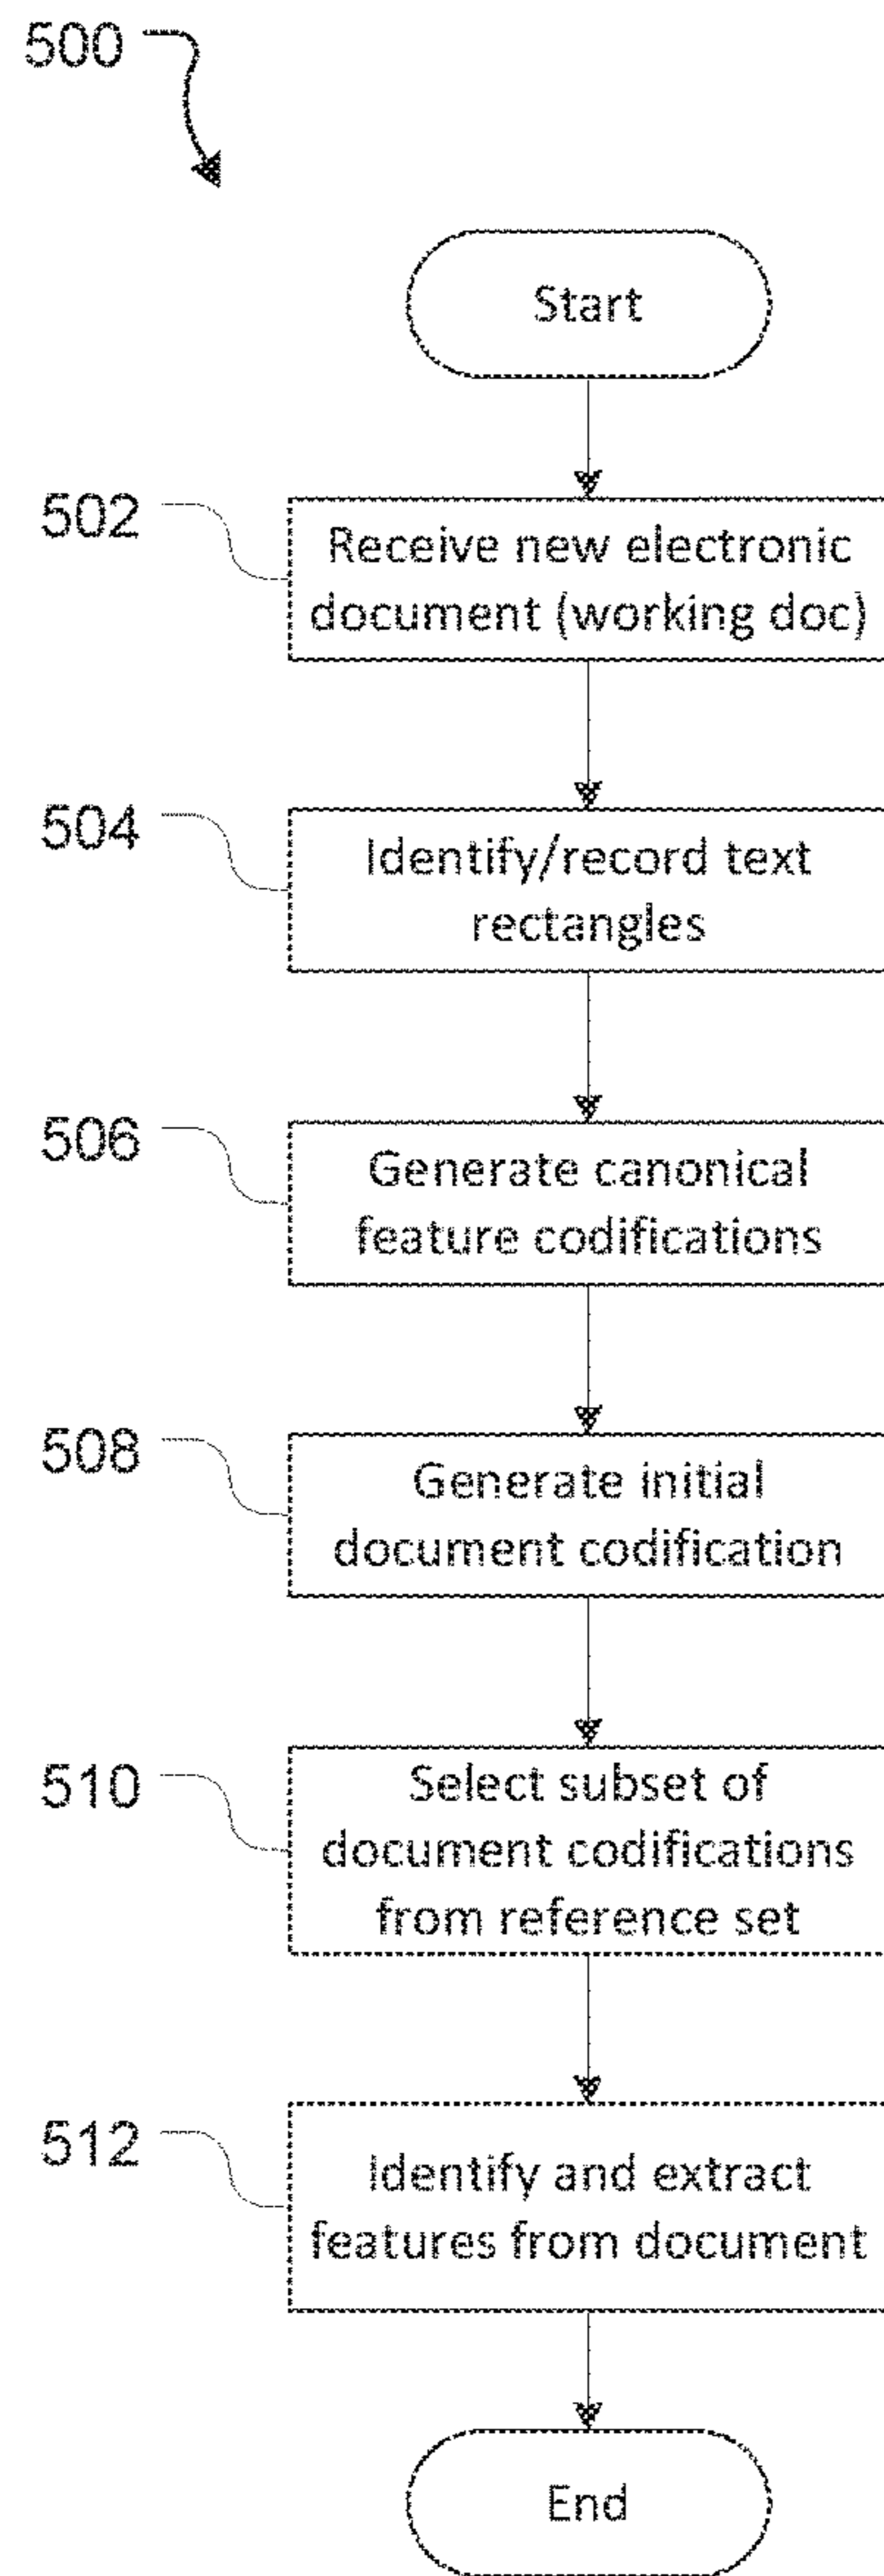 500
Start
502
Receive new electronic
document (working doc)
504
Identify/record text
rectangles
506
Generate canonical
feature codifications
508
Generate initial
document codification
510
Select subset of
document codifications
from reference set
512
Identify and extract
features from document
End